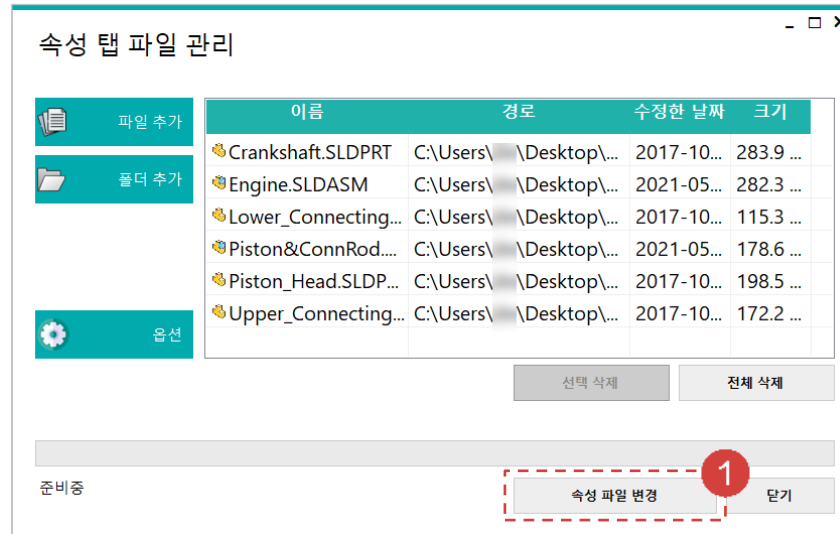 속성 탭 파일 관리
파일 추가
폴더 추가
옵션
이름 경로 수정한 날짜 크기
Crankshaft.SLDPRT C:\Users\ \Desktop\... 2017-10... 283.9 ...
Engine.SLDASM C:\Users\ \Desktop\... 2021-05... 282.3 ...
Lower_Connecting... C:\Users\ \Desktop\... 2017-10... 115.3 ...
Piston&ConnRod.... C:\Users\ \Desktop\... 2021-05... 178.6 ...
Piston_Head.SLDP... C:\Users\ \Desktop\... 2017-10... 198.5 ...
Upper_Connecting... C:\Users\ \Desktop\... 2017-10... 172.2 ...
선택 삭제 전체 삭제
준비중
1
속성 파일 변경 닫기